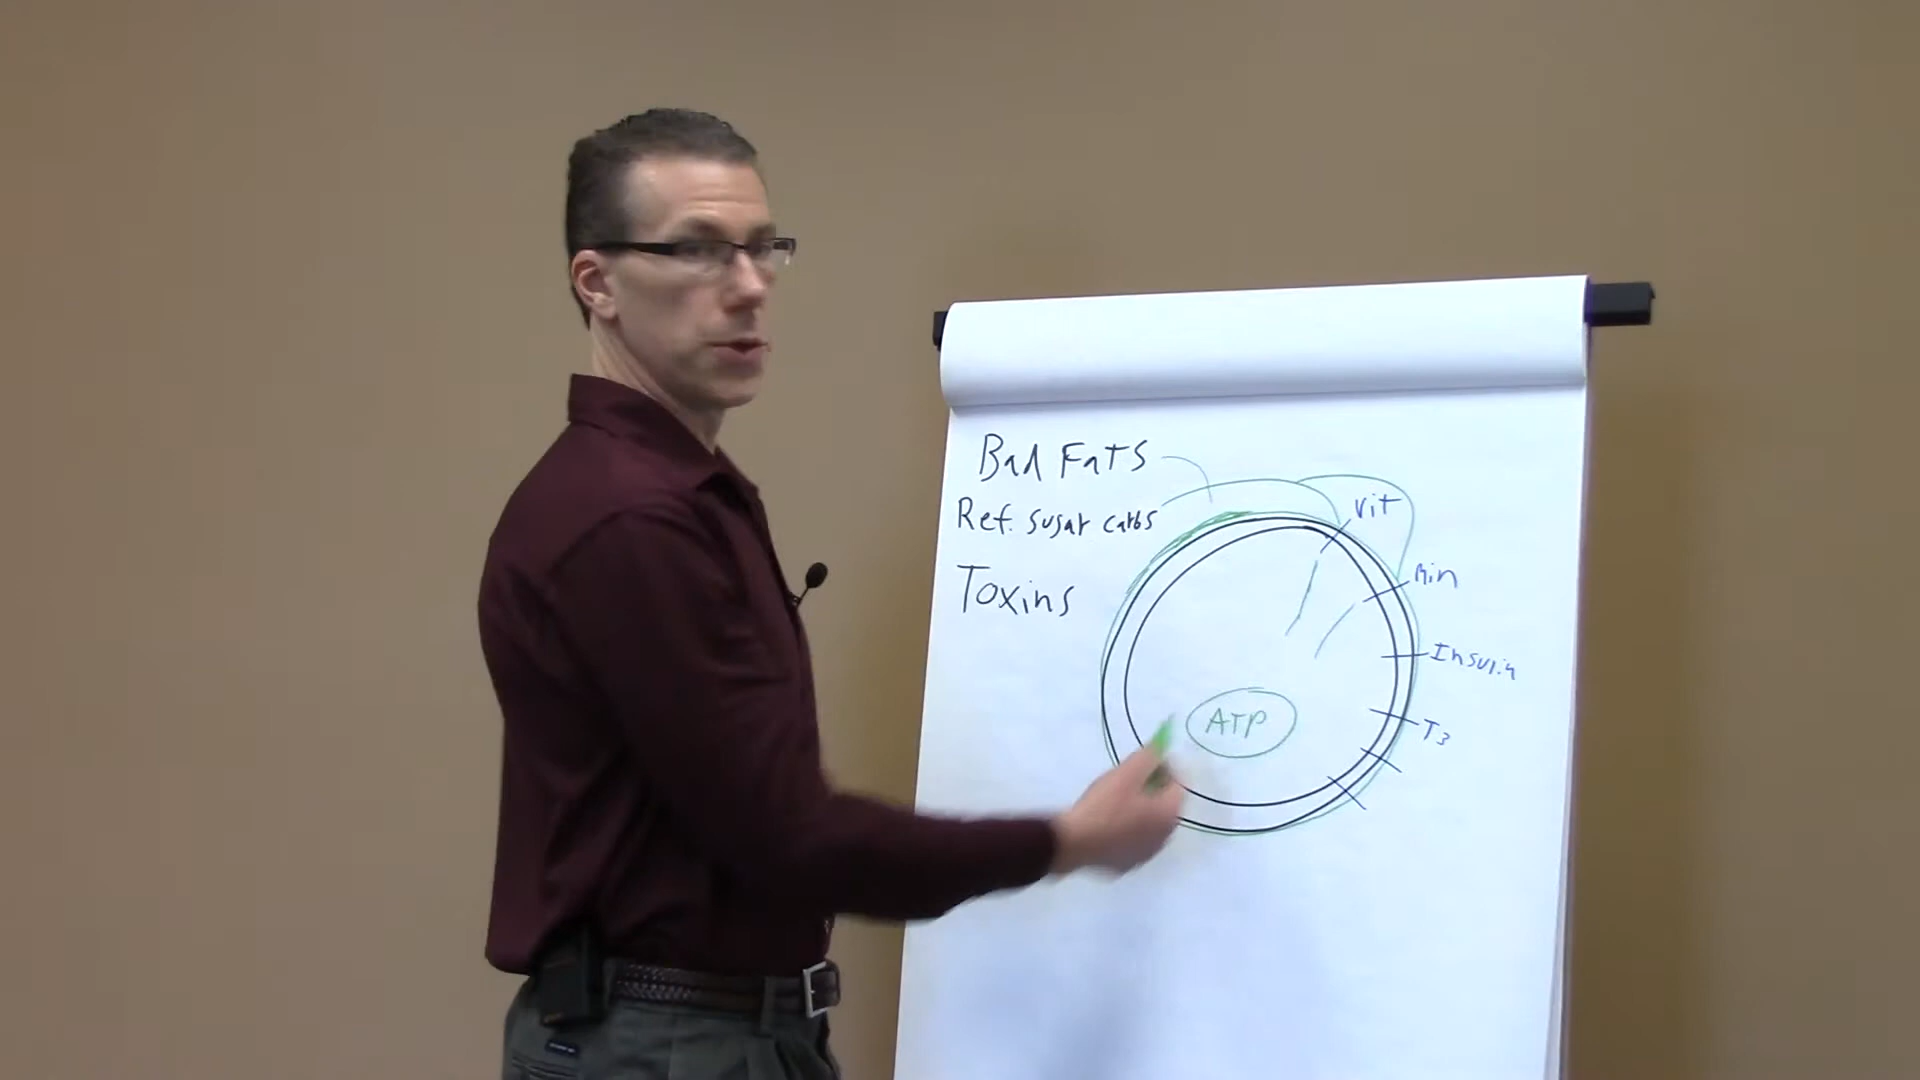 Bad Fats
Ref. sugar carbs
Toxins
Vit
Min
Insulin
T3
ATP